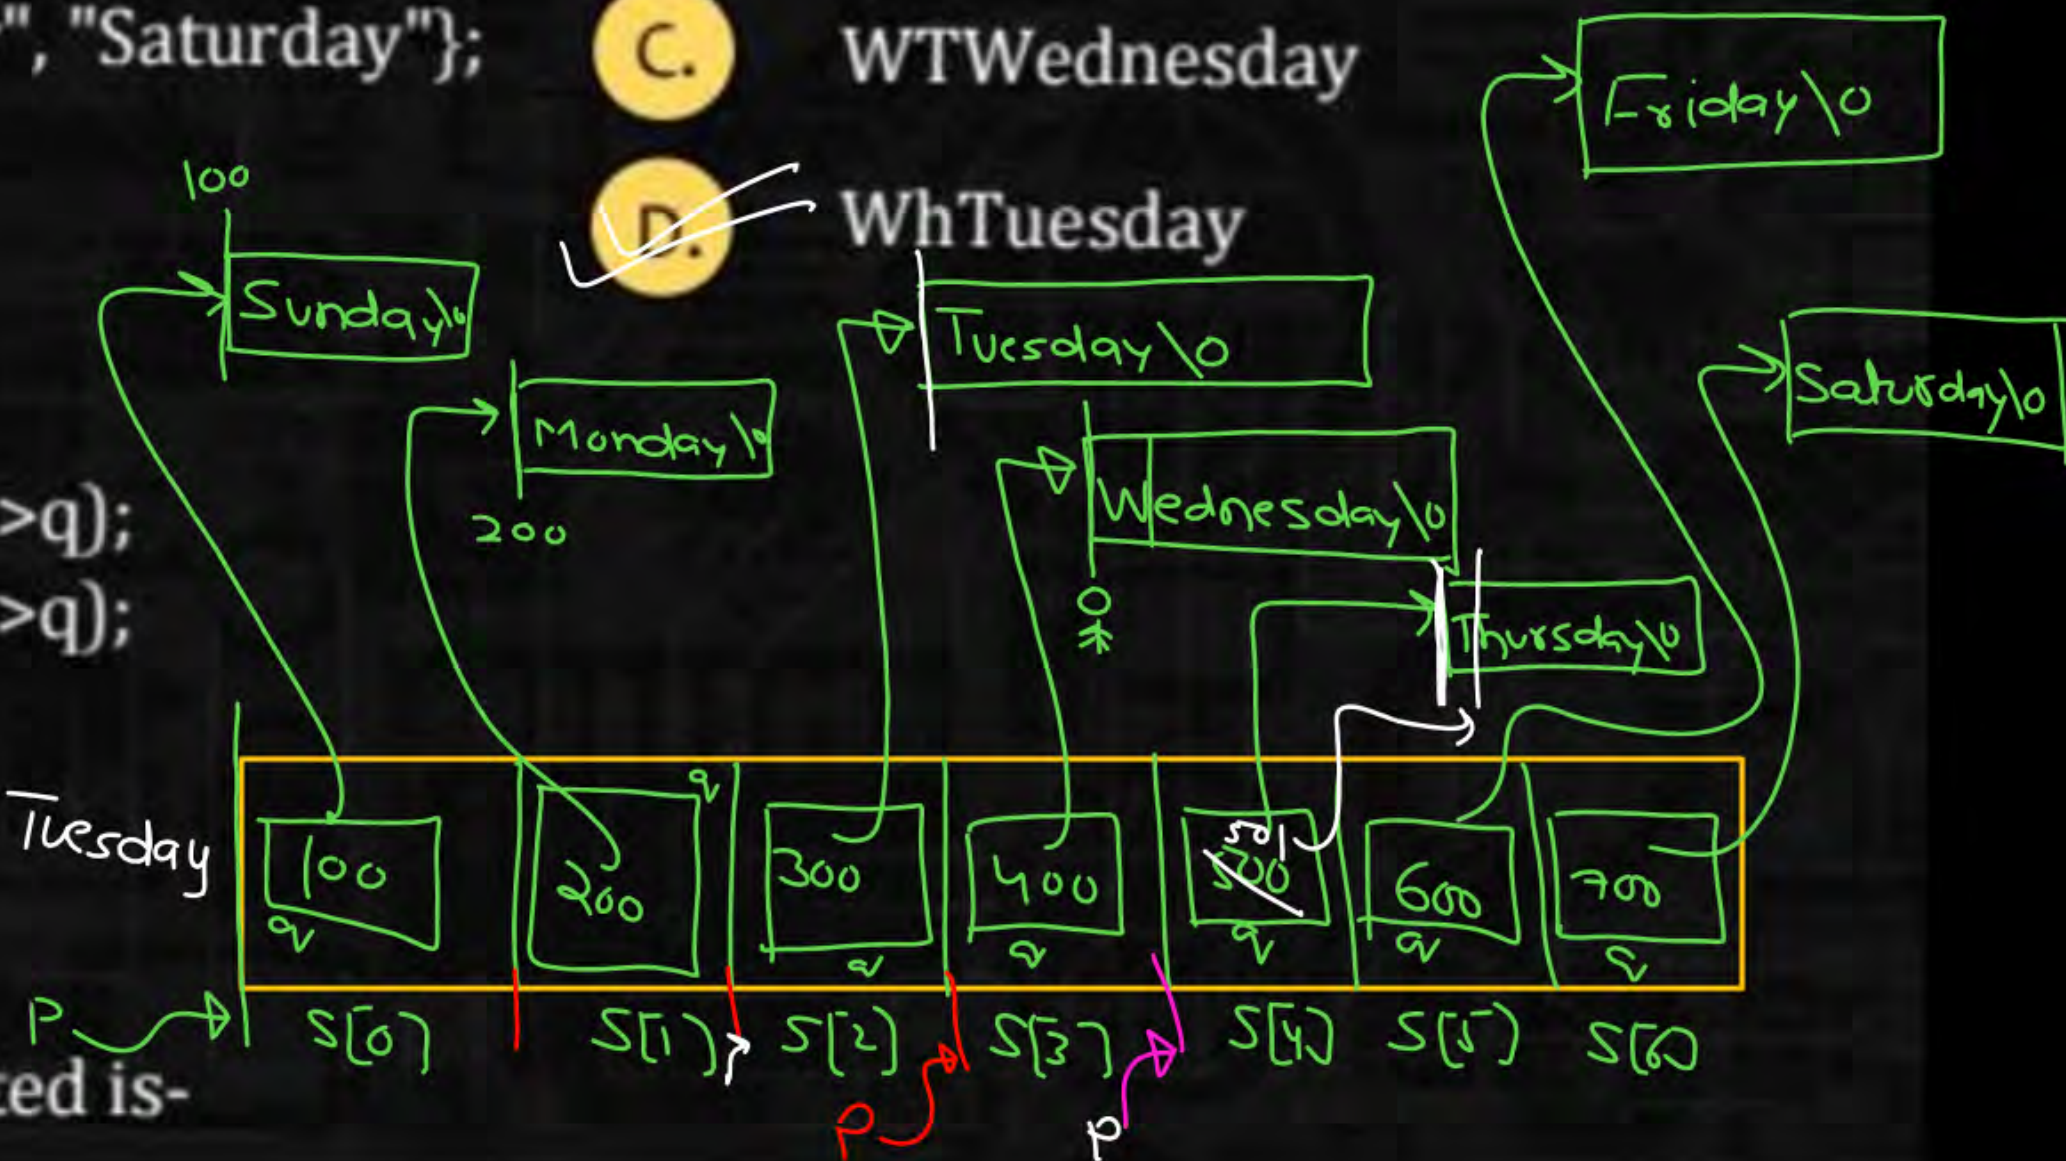 ", "Saturday"};
C. WTWednesday
D. WhTuesday
Friday\0
100
Sunday\0
Tuesday\0
Saturday\0
Monday\0
200
Wednesday\0
>q);
>q);
Thursday\0
Tuesday
q
501
100 200 300 400 500 600 700
q q q q q q
P S[0] S[1] S[2] S[3] S[4] S[5] S[6]
ted is-
P P